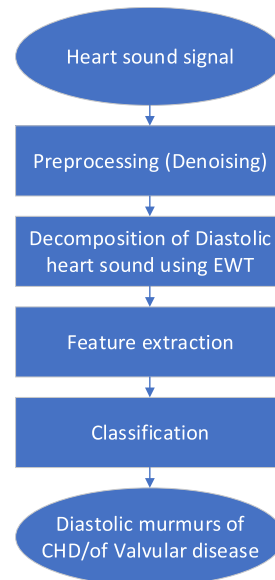 Heart sound signal
Preprocessing (Denoising)
Decomposition of Diastolic
heart sound using EWT
Feature extraction
Classification
Diastolic murmurs of
CHD/of Valvular disease